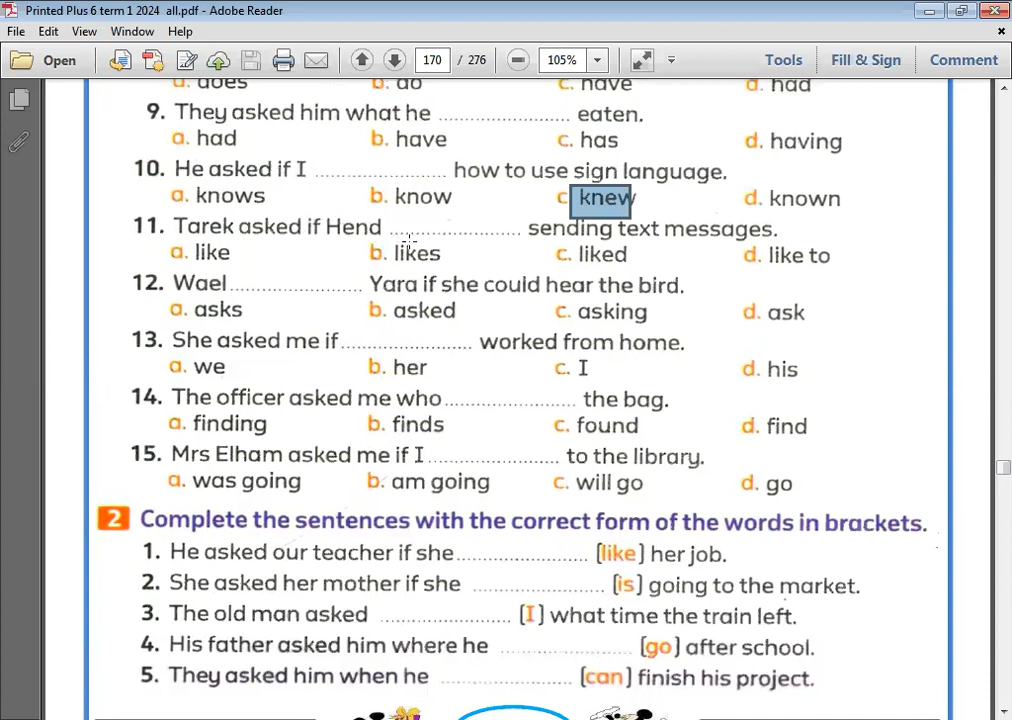 Printed Plus 6 term 1 2024 all.pdf - Adobe Reader
File Edit View Window Help
Open 170 / 276 105% Tools Fill & Sign Comment
a. does b. do c. have d. had
9. They asked him what he ........................ eaten.
a. had b. have c. has d. having
10. He asked if I ........................ how to use sign language.
a. knows b. know c. knew d. known
11. Tarek asked if Hend ........................ sending text messages.
a. like b. likes c. liked d. like to
12. Wael ........................ Yara if she could hear the bird.
a. asks b. asked c. asking d. ask
13. She asked me if ........................ worked from home.
a. we b. her c. I d. his
14. The officer asked me who ........................ the bag.
a. finding b. finds c. found d. find
15. Mrs Elham asked me if I ........................ to the library.
a. was going b. am going c. will go d. go
2 Complete the sentences with the correct form of the words in brackets.
1. He asked our teacher if she ........................ (like) her job.
2. She asked her mother if she ........................ (is) going to the market.
3. The old man asked ........................ (I) what time the train left.
4. His father asked him where he ........................ (go) after school.
5. They asked him when he ........................ (can) finish his project.